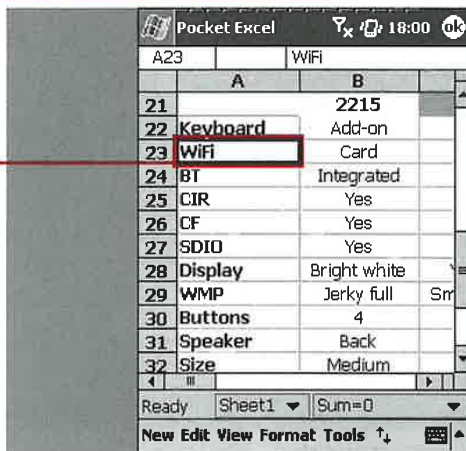 Pocket Excel 18:00 ok
A23 WiFi
A B
21 2215
22 Keyboard Add-on
23 WiFi Card
24 BT Integrated
25 CIR Yes
26 CF Yes
27 SDIO Yes
28 Display Bright white
29 WMP Jerky full Sm
30 Buttons 4
31 Speaker Back
32 Size Medium
Ready Sheet1 Sum=0
New Edit View Format Tools